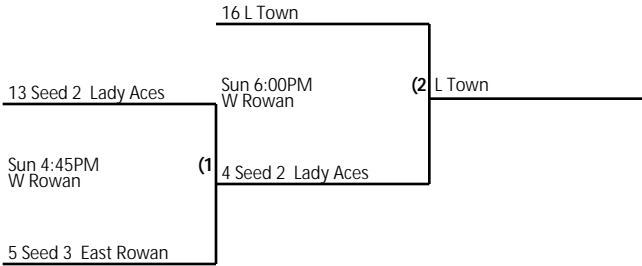 16 L Town
13 Seed 2 Lady Aces
Sun 6:00PM
W Rowan
(2
L Town
Sun 4:45PM
W Rowan
(1
4 Seed 2 Lady Aces
5 Seed 3 East Rowan